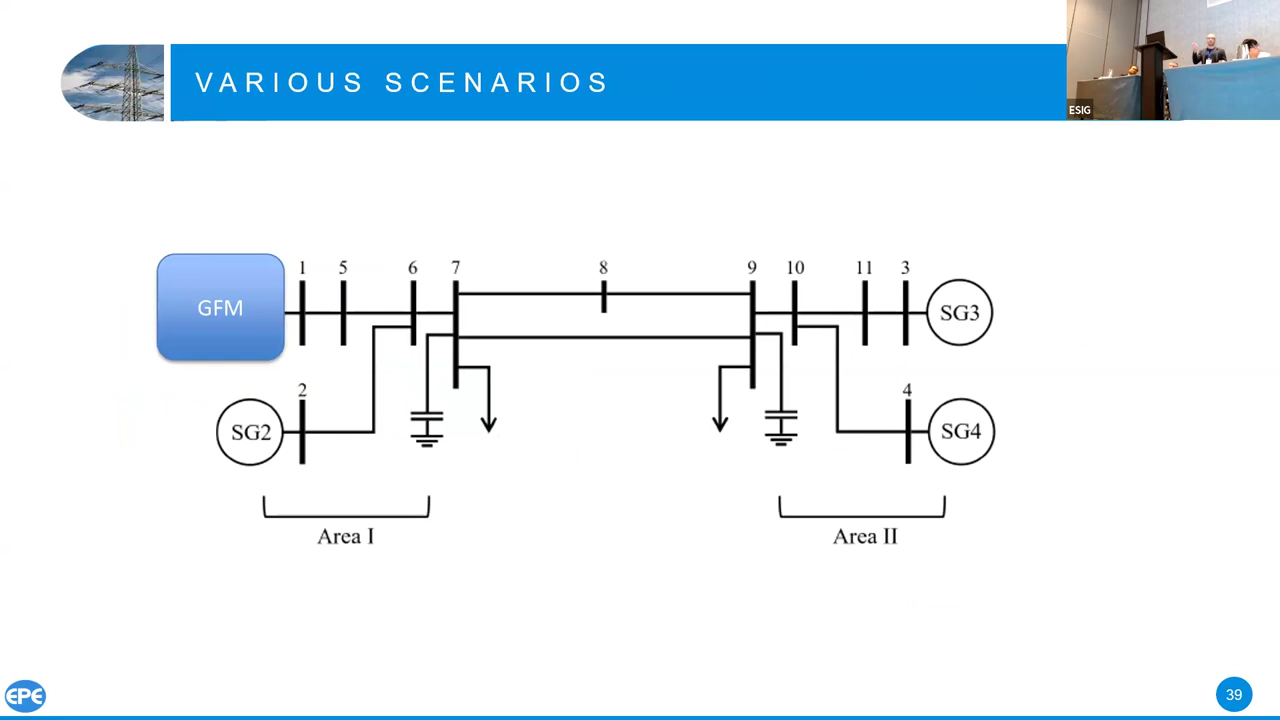 VARIOUS SCENARIOS
ESIG
1 5 6 7 8 9 10 11 3
GFM
SG3
2
4
SG2
SG4
Area I
Area II
EPE
39